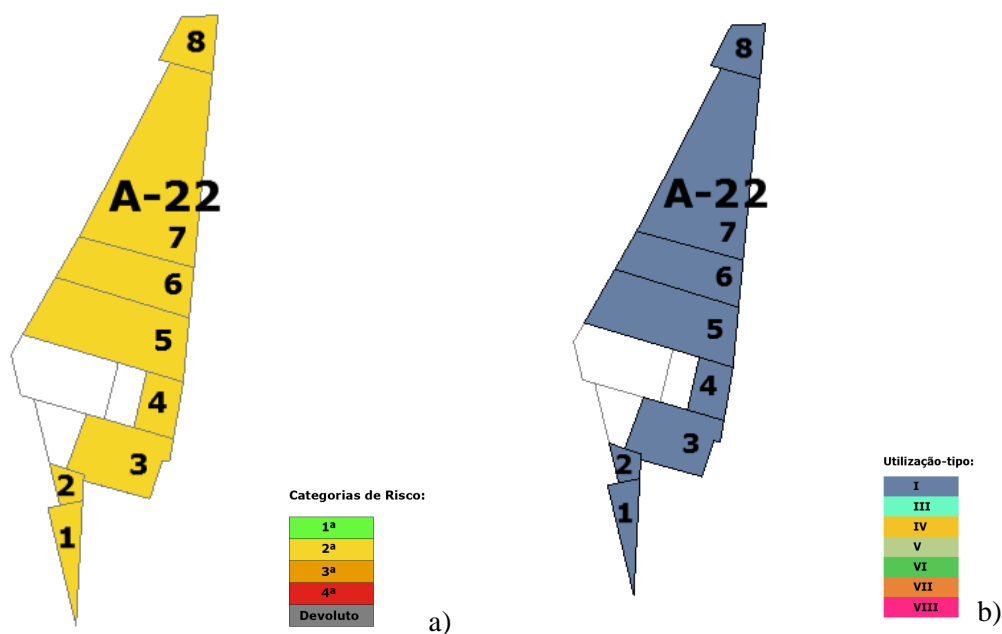 8
A-22
7
6
5
4
3
2
1
Categorias de Risco:
1ª
2ª
3ª
4ª
Devoluto
a)
8
A-22
7
6
5
4
3
2
1
Utilização-tipo:
I
III
IV
V
VI
VII
VIII
b)